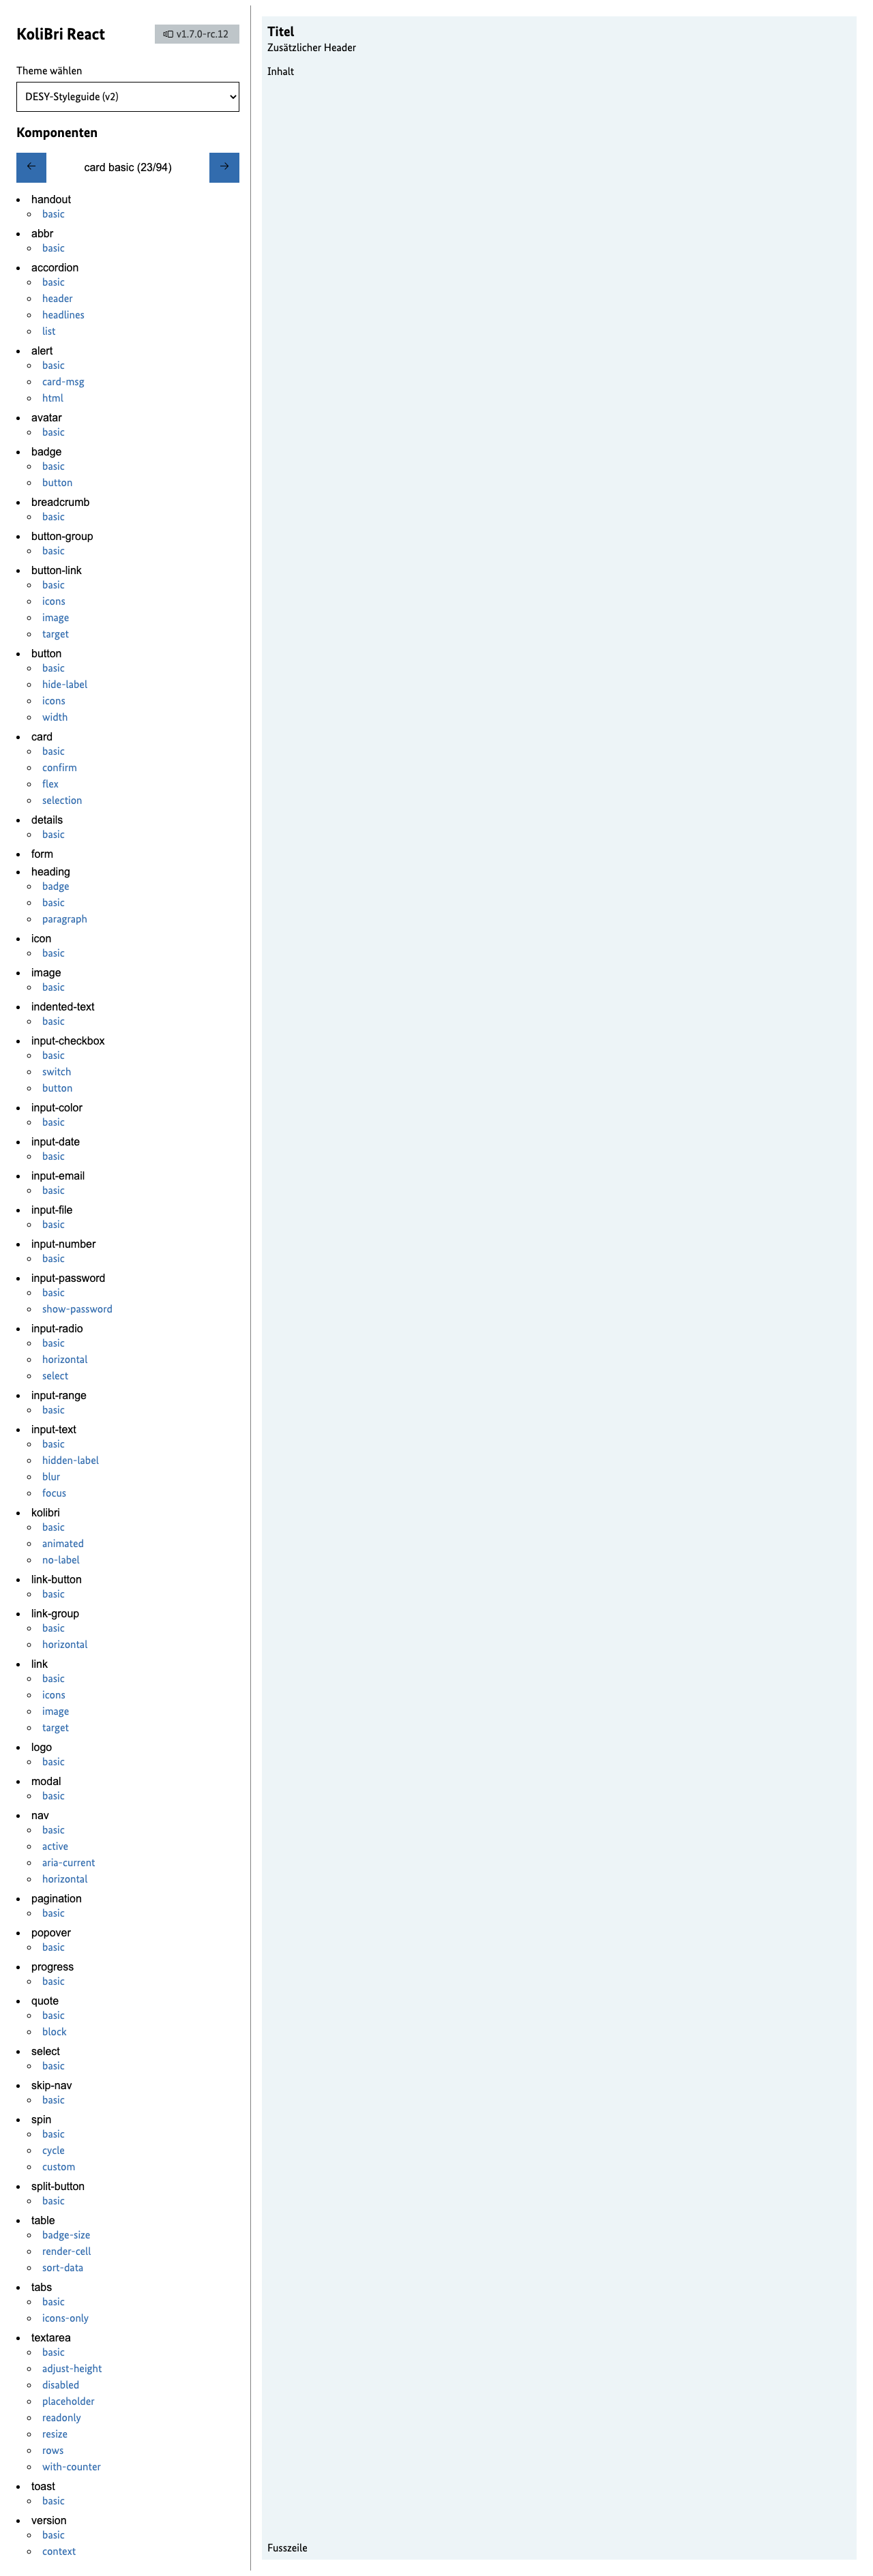 KoliBri React
v1.7.0-rc.12
Theme wählen
DESY-Styleguide (v2)
Komponenten
← card basic (23/94) →
handout
basic
abbr
basic
accordion
basic
header
headlines
list
alert
basic
card-msg
html
avatar
basic
badge
basic
button
breadcrumb
basic
button-group
basic
button-link
basic
icons
image
target
button
basic
hide-label
icons
width
card
basic
confirm
flex
selection
details
basic
form
heading
badge
basic
paragraph
icon
basic
image
basic
indented-text
basic
input-checkbox
basic
switch
button
input-color
basic
input-date
basic
input-email
basic
input-file
basic
input-number
basic
input-password
basic
show-password
input-radio
basic
horizontal
select
input-range
basic
input-text
basic
hidden-label
blur
focus
kolibri
basic
animated
no-label
link-button
basic
link-group
basic
horizontal
link
basic
icons
image
target
logo
basic
modal
basic
nav
basic
active
aria-current
horizontal
pagination
basic
popover
basic
progress
basic
quote
basic
block
select
basic
skip-nav
basic
spin
basic
cycle
custom
split-button
basic
table
badge-size
render-cell
sort-data
tabs
basic
icons-only
textarea
basic
adjust-height
disabled
placeholder
readonly
resize
rows
with-counter
toast
basic
version
basic
context
Titel
Zusätzlicher Header
Inhalt
Fusszeile